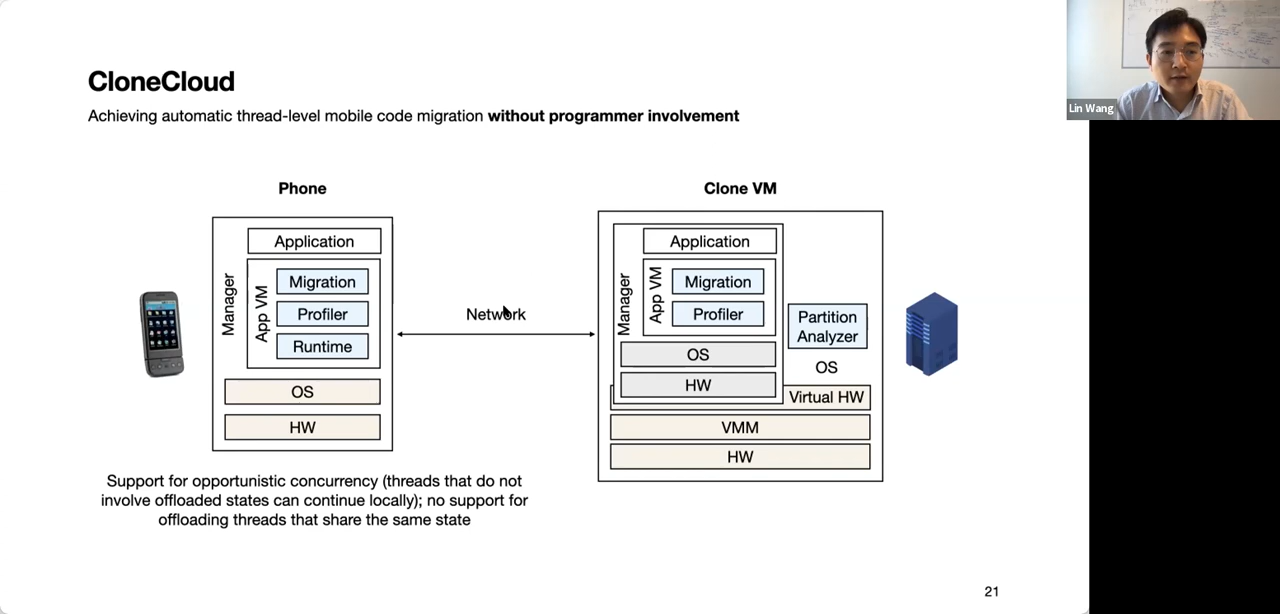 CloneCloud
Achieving automatic thread-level mobile code migration without programmer involvement
Lin Wang
Phone
Application
Manager
App VM
Migration
Profiler
Runtime
OS
HW
Network
Clone VM
Application
Manager
App VM
Migration
Profiler
OS
HW
Partition
Analyzer
OS
Virtual HW
VMM
HW
Support for opportunistic concurrency (threads that do not
involve offloaded states can continue locally); no support for
offloading threads that share the same state
21